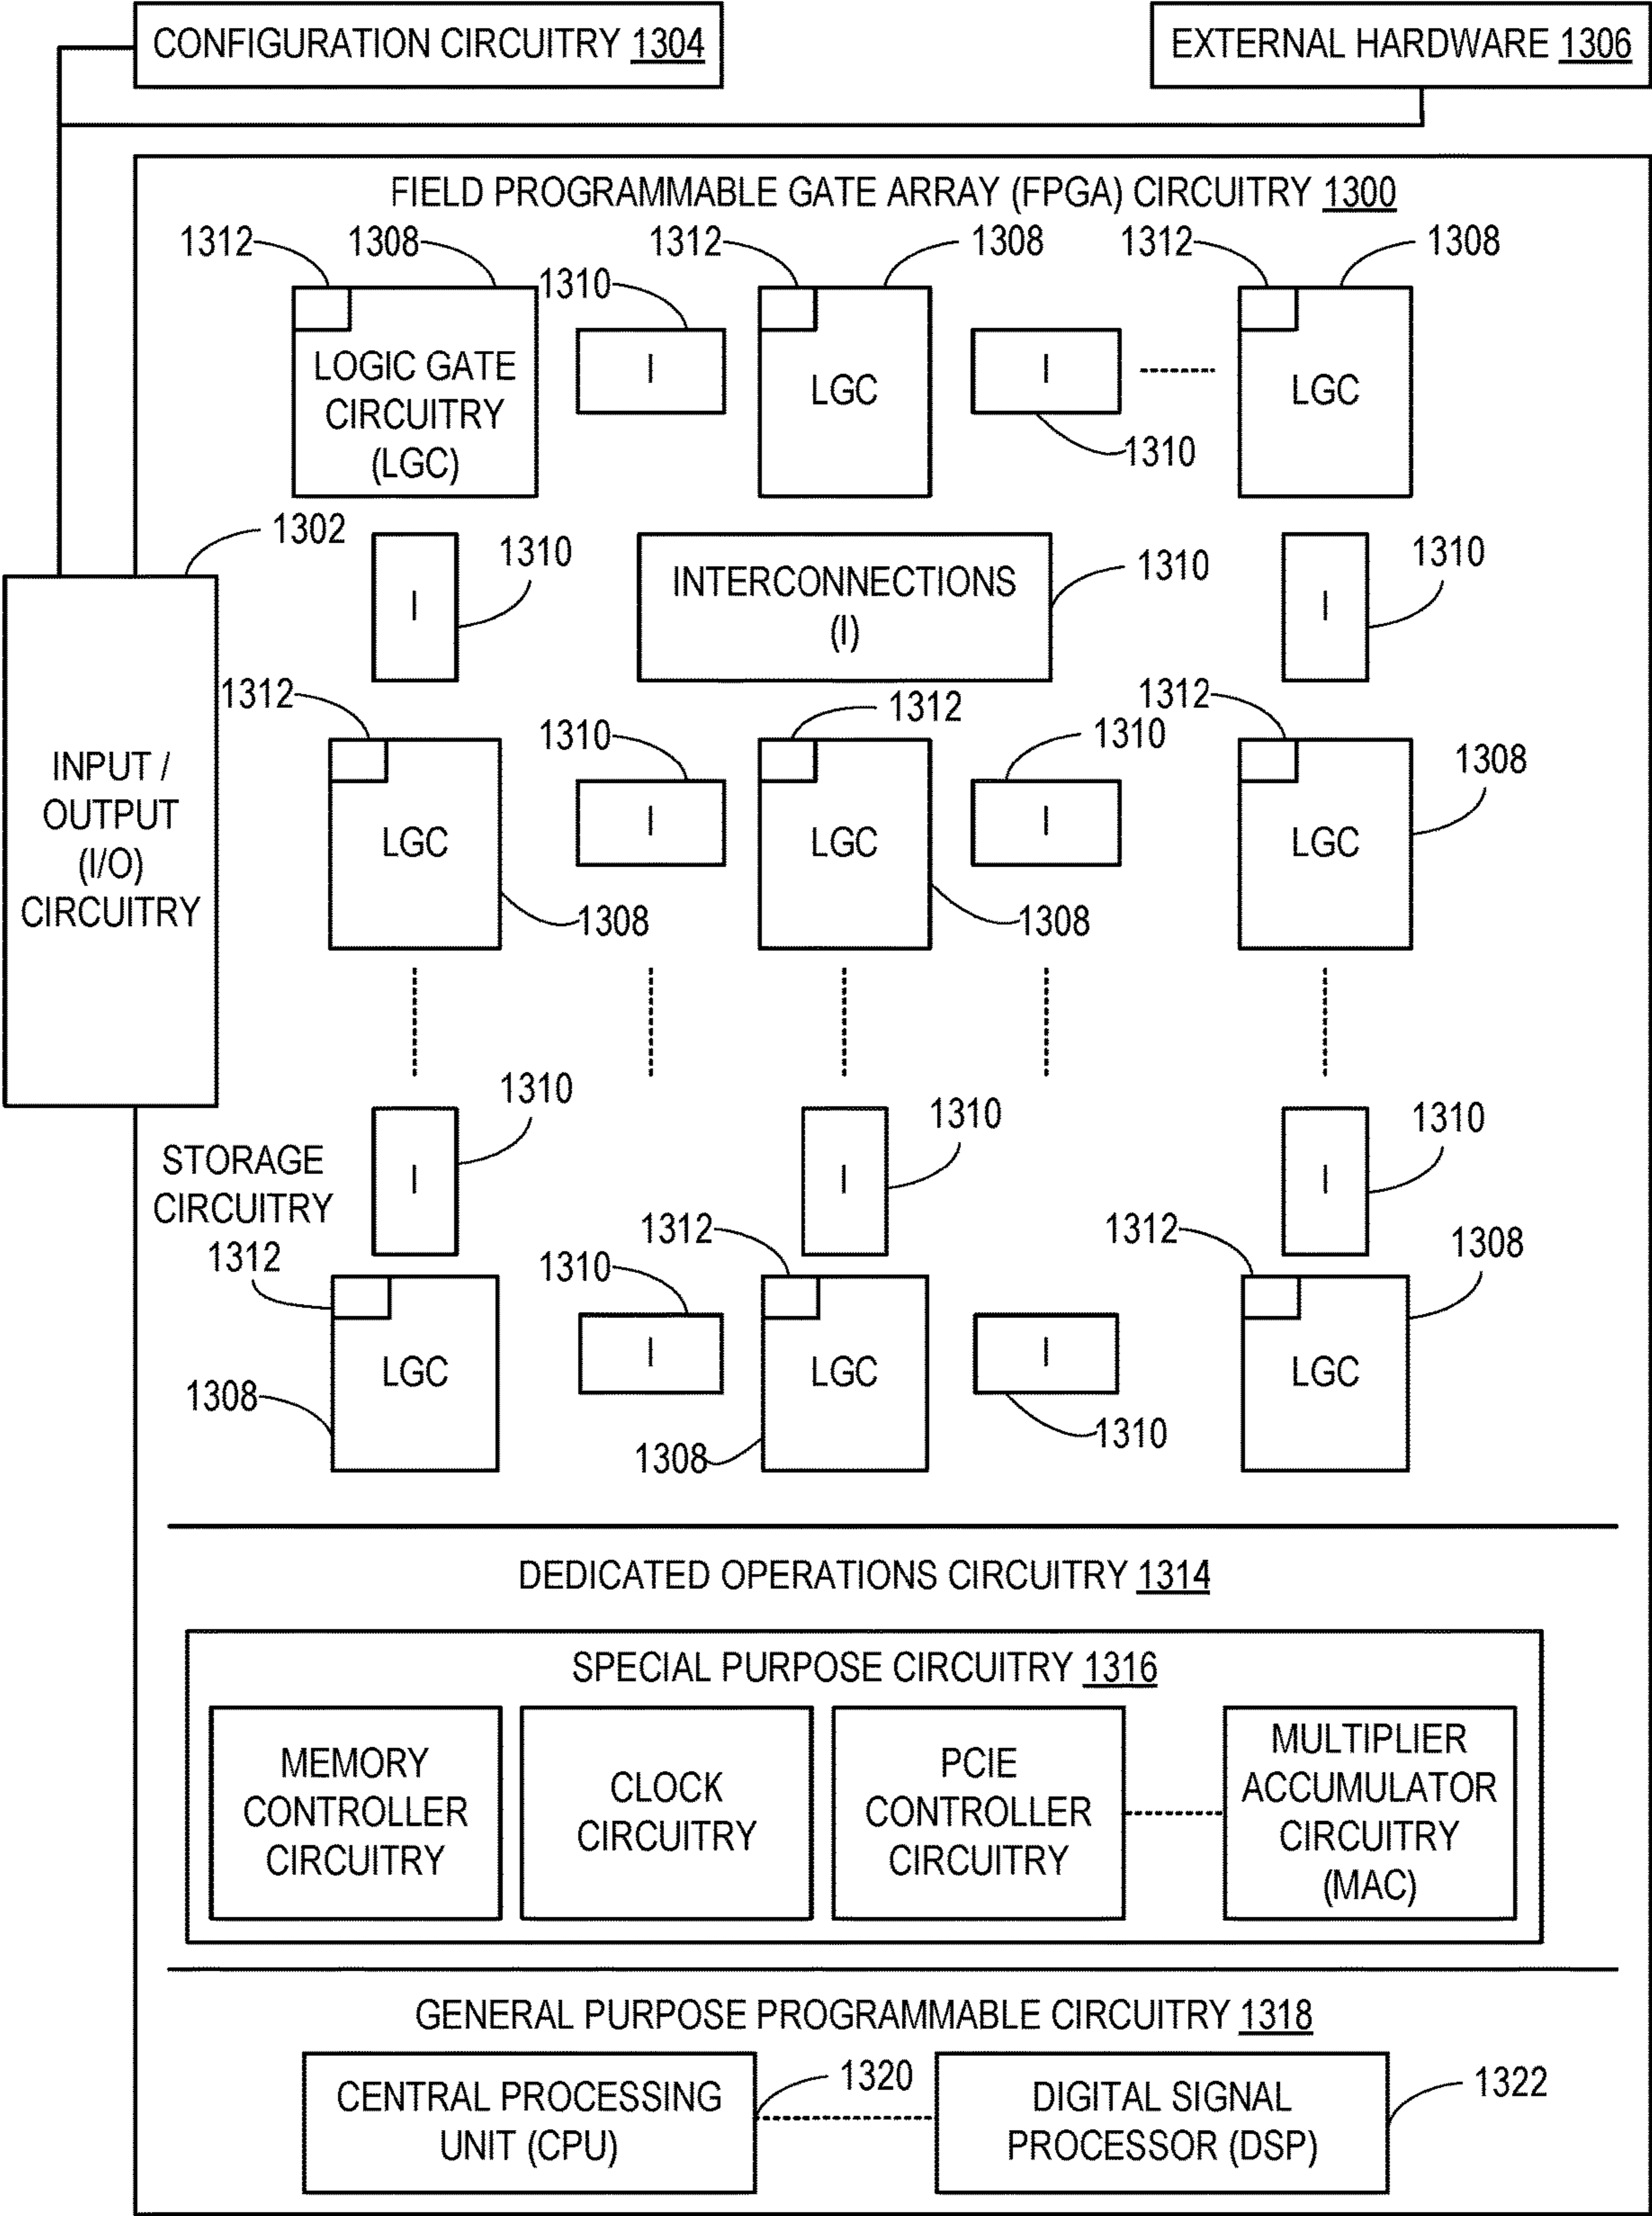 CONFIGURATION CIRCUITRY 1304
EXTERNAL HARDWARE 1306
FIELD PROGRAMMABLE GATE ARRAY (FPGA) CIRCUITRY 1300
1312
1308
1312
1308
1312
1308
1310
LOGIC GATE
CIRCUITRY
(LGC)
I
LGC
I
LGC
1310
1302
1310
INTERCONNECTIONS
(I)
1310
1310
I
I
1312
1312
1312
1310
1310
1308
INPUT /
OUTPUT
(I/O)
CIRCUITRY
LGC
I
LGC
I
LGC
1308
1308
1310
1310
1310
STORAGE
CIRCUITRY
I
I
I
1312
1312
1312
1308
1310
LGC
I
LGC
I
LGC
1308
1308
1310
DEDICATED OPERATIONS CIRCUITRY 1314
SPECIAL PURPOSE CIRCUITRY 1316
MEMORY
CONTROLLER
CIRCUITRY
CLOCK
CIRCUITRY
PCIE
CONTROLLER
CIRCUITRY
MULTIPLIER
ACCUMULATOR
CIRCUITRY
(MAC)
GENERAL PURPOSE PROGRAMMABLE CIRCUITRY 1318
CENTRAL PROCESSING
UNIT (CPU)
1320
DIGITAL SIGNAL
PROCESSOR (DSP)
1322